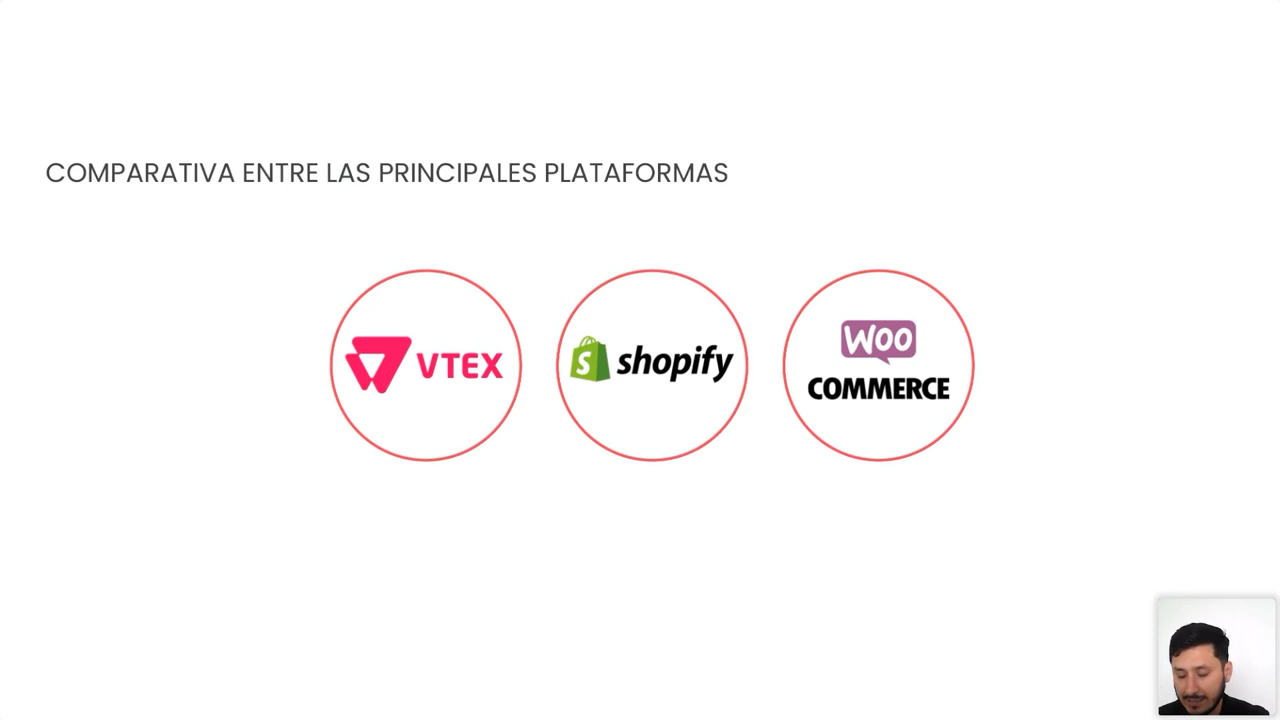 COMPARATIVA ENTRE LAS PRINCIPALES PLATAFORMAS
VTEX
S shopify
WOO
COMMERCE